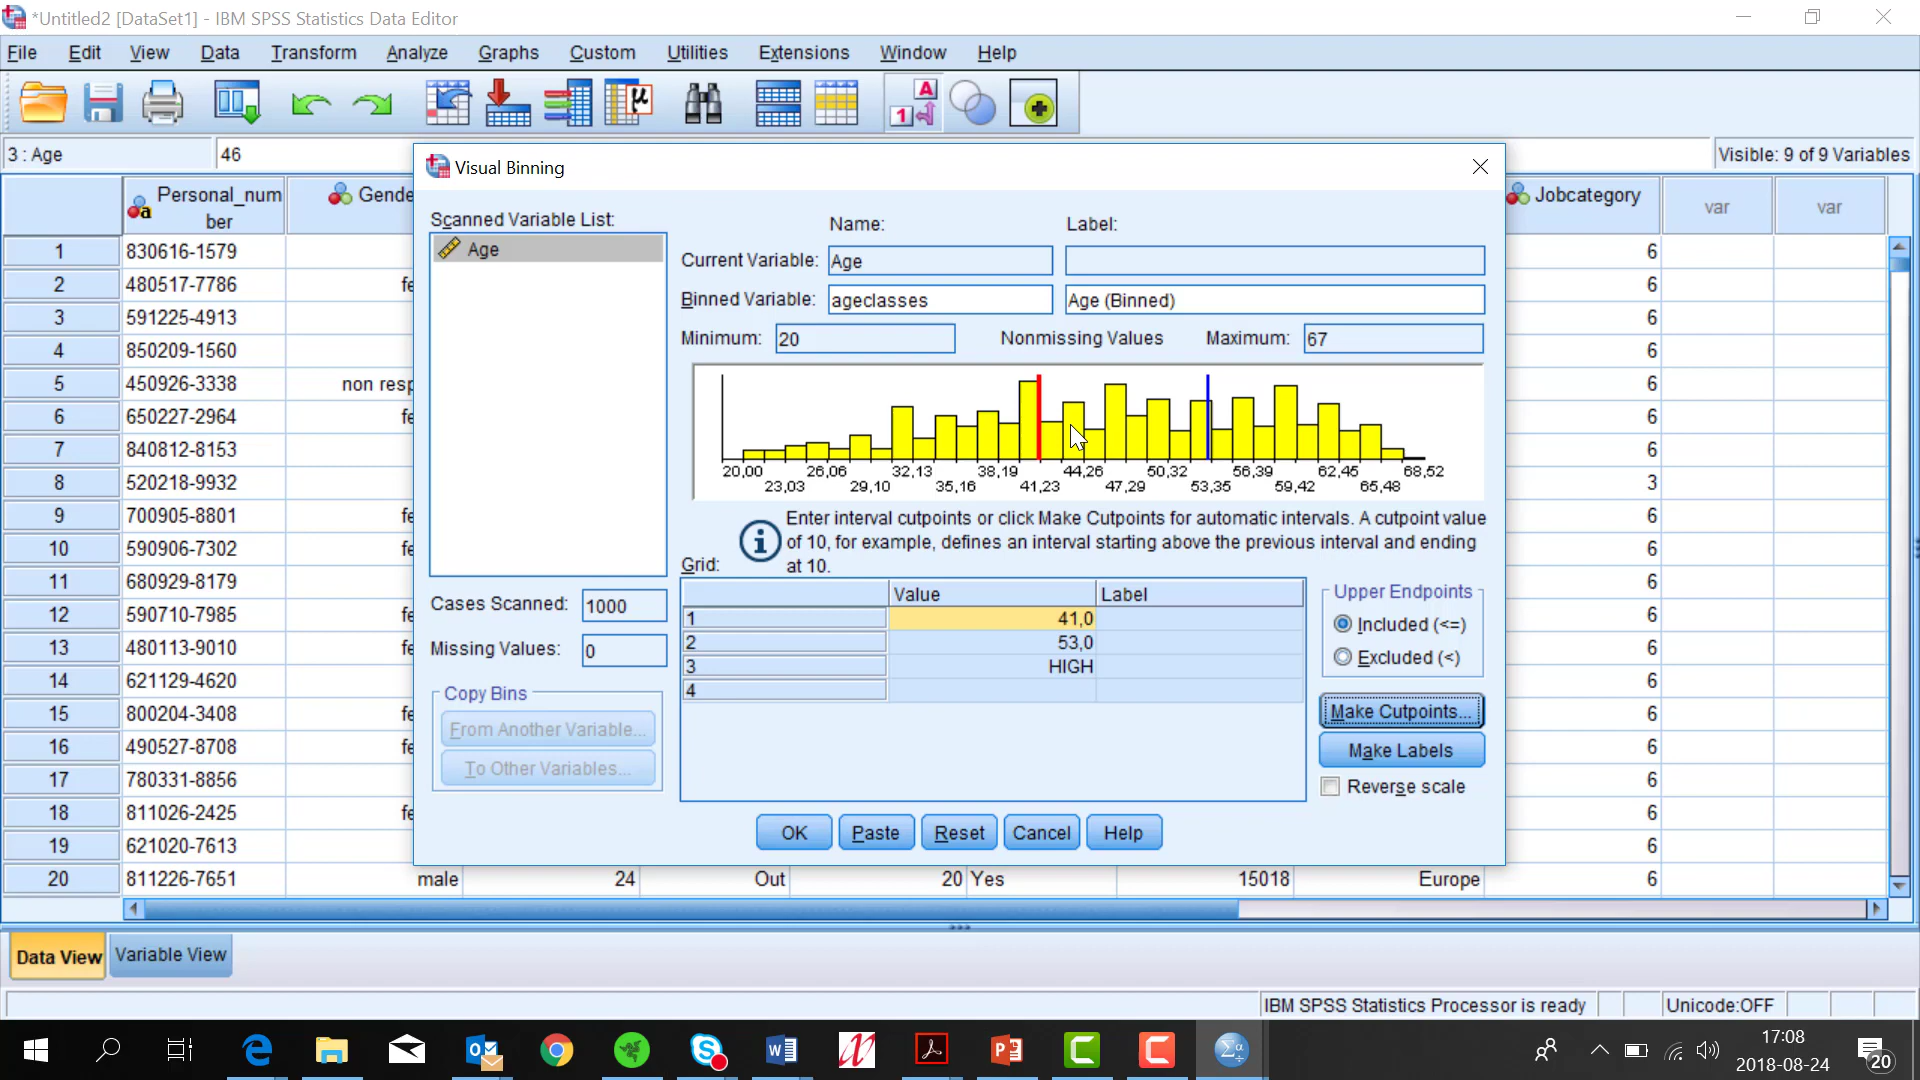 *Untitled2 [DataSet1] - IBM SPSS Statistics Data Editor
File Edit View Data Transform Analyze Graphs Custom Utilities Extensions Window Help
3 : Age 46 Visible: 9 of 9 Variables
Personal_num
ber
Gende
Jobcategory var var
1 830616-1579 6
2 480517-7786 fe 6
3 591225-4913 6
4 850209-1560 6
5 450926-3338 non resp 6
6 650227-2964 fe 6
7 840812-8153 6
8 520218-9932 3
9 700905-8801 fe 6
10 590906-7302 fe 6
11 680929-8179 6
12 590710-7985 fe 6
13 480113-9010 fe 6
14 621129-4620 6
15 800204-3408 fe 6
16 490527-8708 fe 6
17 780331-8856 6
18 811026-2425 fe 6
19 621020-7613 6
20 811226-7651 male 24 Out 20 Yes 15018 Europe 6
Visual Binning
Scanned Variable List:
Age
Cases Scanned: 1000
Missing Values: 0
Copy Bins
From Another Variable...
To Other Variables...
Name: Label:
Current Variable: Age
Binned Variable: ageclasses Age (Binned)
Minimum: 20 Nonmissing Values Maximum: 67
20,00 26,06 32,13 38,19 44,26 50,32 56,39 62,45 68,52
23,03 29,10 35,16 41,23 47,29 53,35 59,42 65,48
Enter interval cutpoints or click Make Cutpoints for automatic intervals. A cutpoint value
of 10, for example, defines an interval starting above the previous interval and ending
at 10.
Grid:
Value Label
1 41,0
2 53,0
3 HIGH
4
Upper Endpoints
Included (<=)
Excluded (<)
Make Cutpoints...
Make Labels
Reverse scale
OK Paste Reset Cancel Help
Data View Variable View
IBM SPSS Statistics Processor is ready Unicode:OFF
17:08
2018-08-24
20